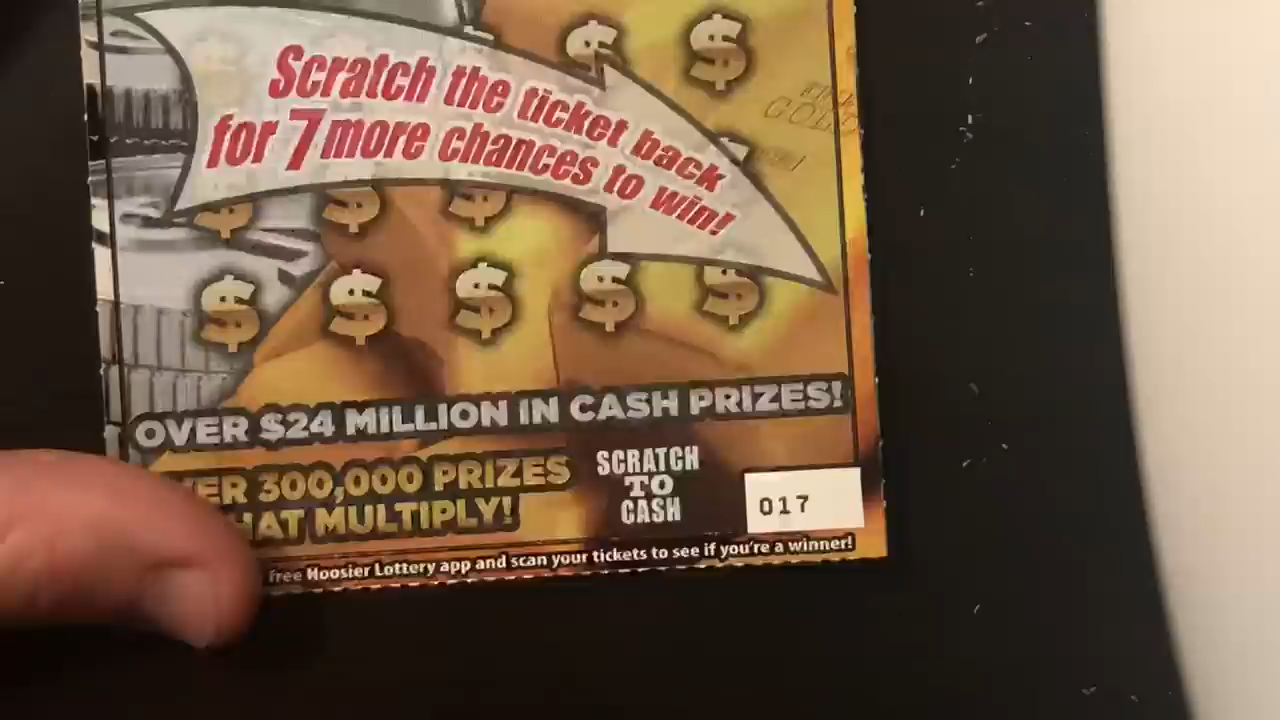 Scratch the ticket back
for 7 more chances to win!
OVER $24 MILLION IN CASH PRIZES!
300,000 PRIZES
MULTIPLY!
SCRATCH
TO
CASH
017
free Hoosier Lottery app and scan your tickets to see if you're a winner!